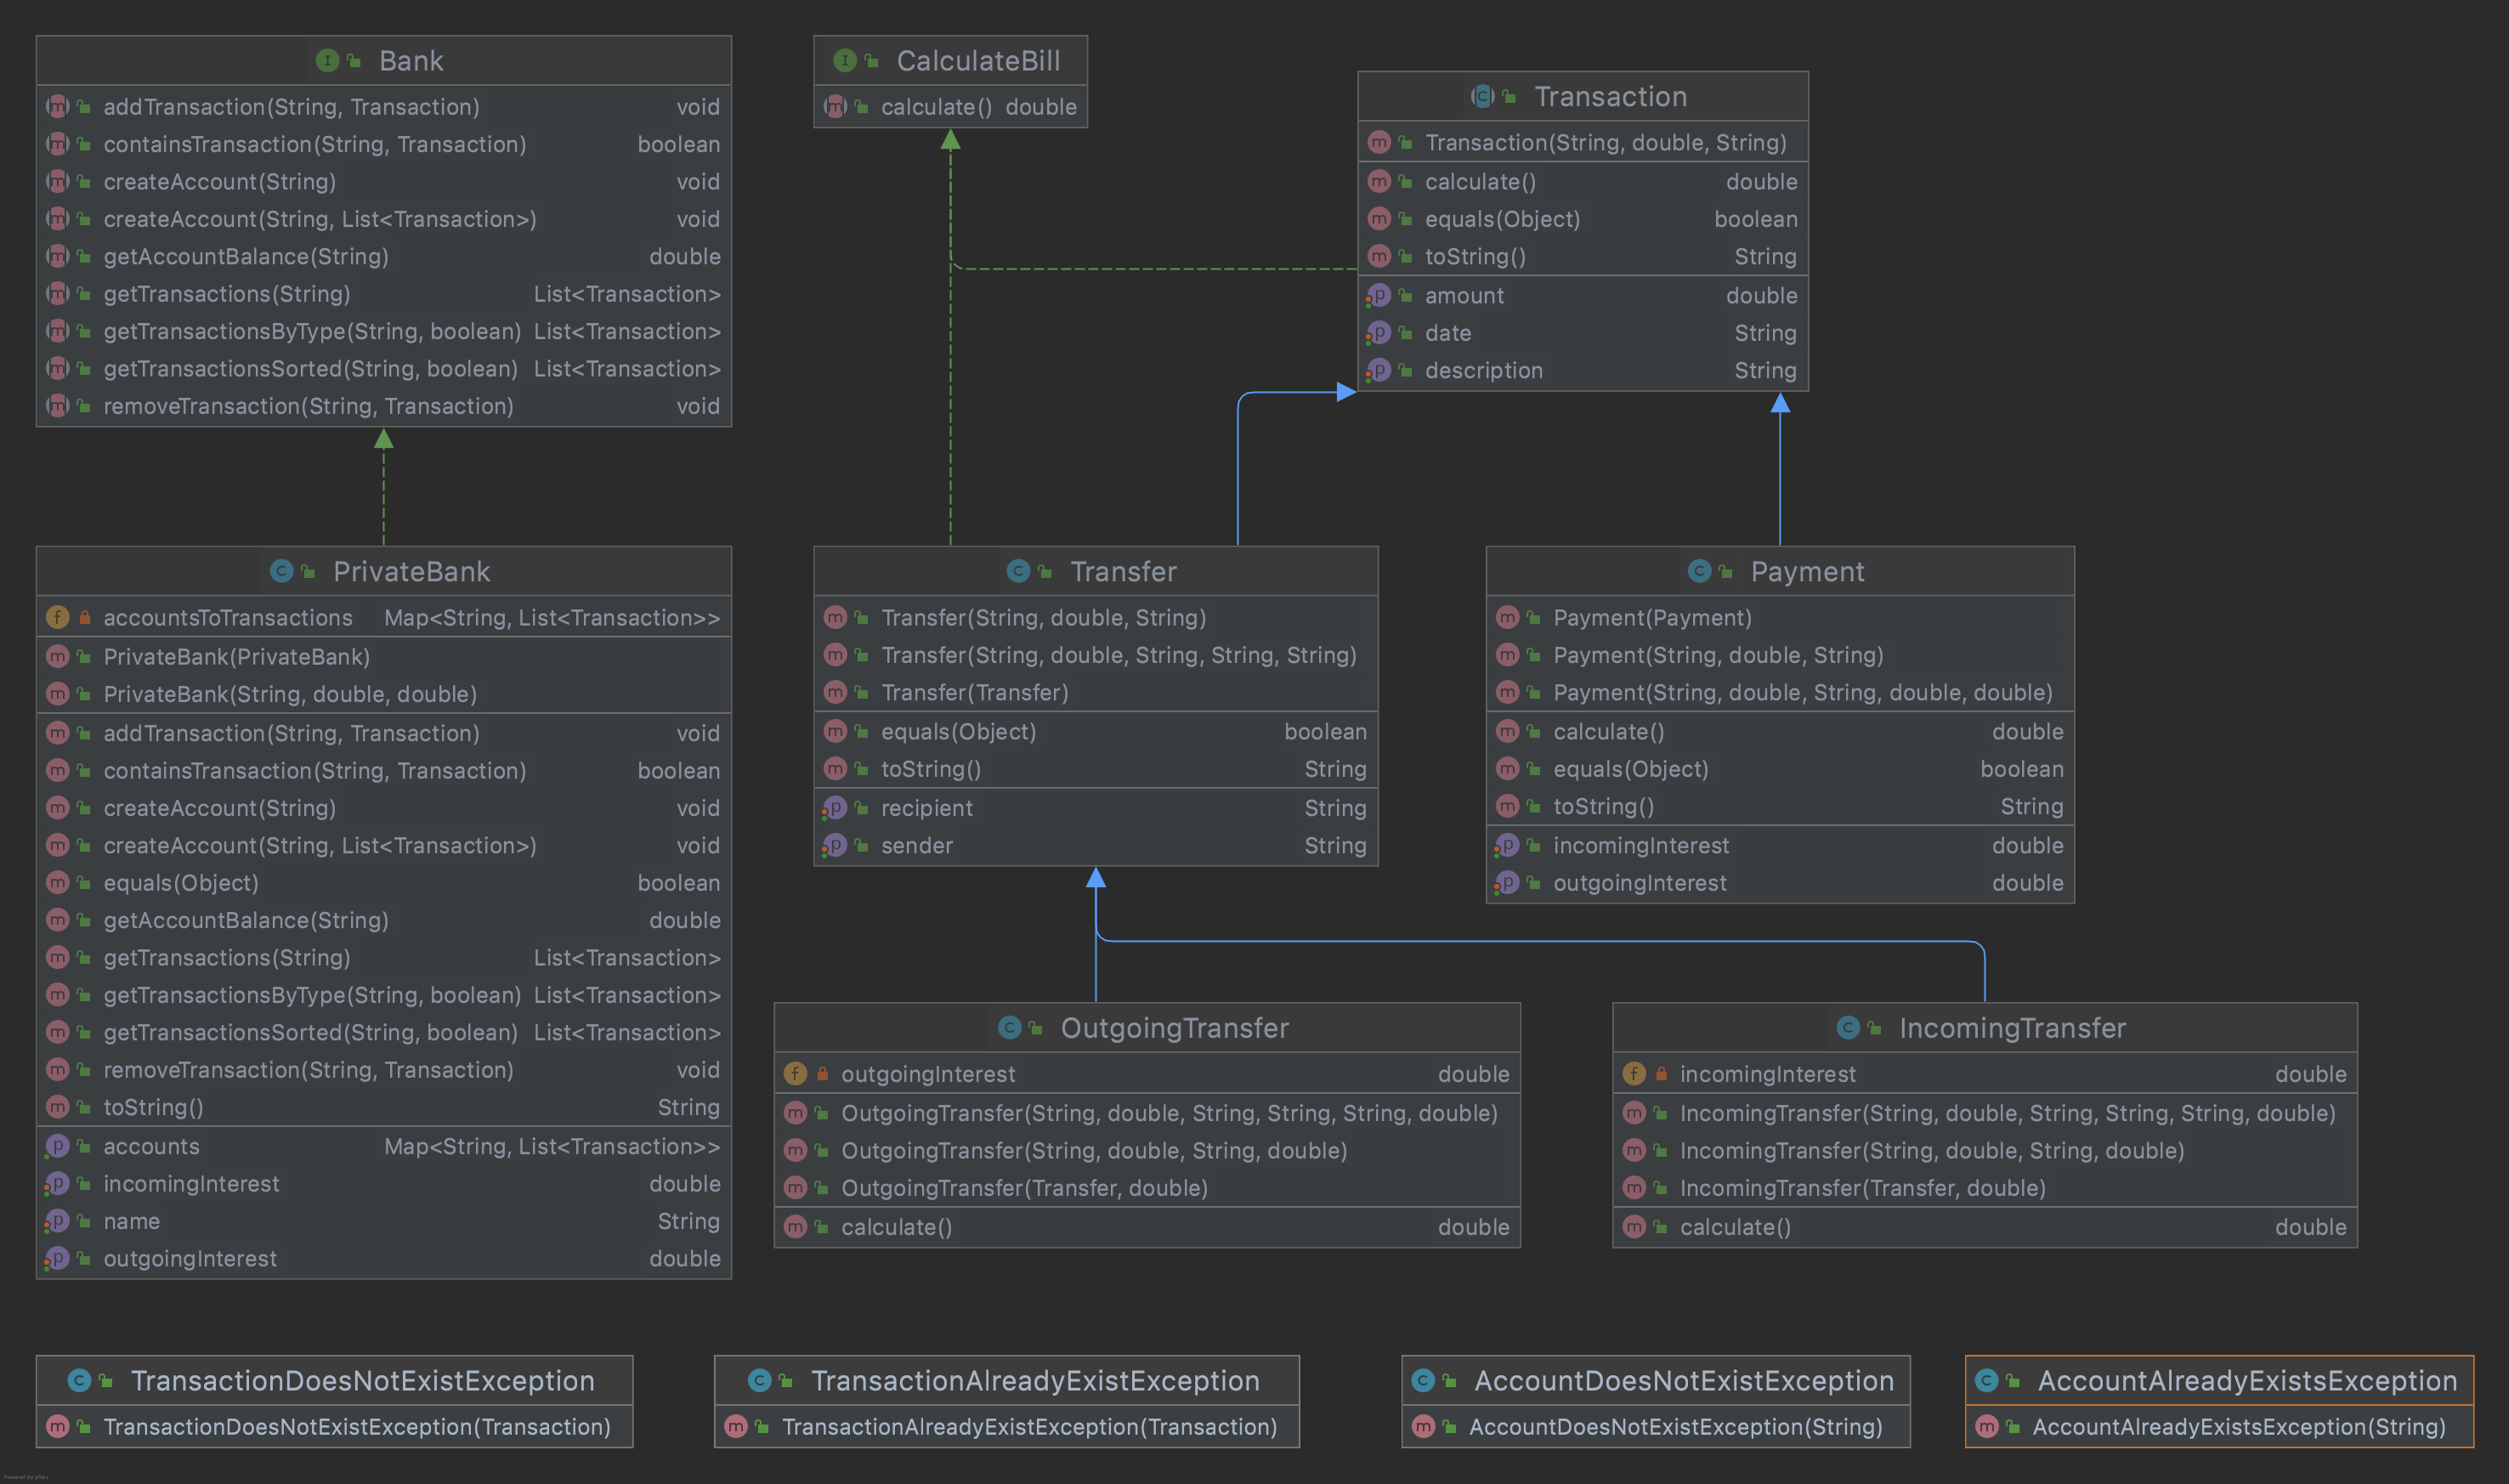 Bank
addTransaction(String, Transaction) void
containsTransaction(String, Transaction) boolean
createAccount(String) void
createAccount(String, List<Transaction>) void
getAccountBalance(String) double
getTransactions(String) List<Transaction>
getTransactionsByType(String, boolean) List<Transaction>
getTransactionsSorted(String, boolean) List<Transaction>
removeTransaction(String, Transaction) void
CalculateBill
calculate() double
Transaction
Transaction(String, double, String)
calculate() double
equals(Object) boolean
toString() String
amount double
date String
description String
PrivateBank
accountsToTransactions Map<String, List<Transaction>>
PrivateBank(PrivateBank)
PrivateBank(String, double, double)
addTransaction(String, Transaction) void
containsTransaction(String, Transaction) boolean
createAccount(String) void
createAccount(String, List<Transaction>) void
equals(Object) boolean
getAccountBalance(String) double
getTransactions(String) List<Transaction>
getTransactionsByType(String, boolean) List<Transaction>
getTransactionsSorted(String, boolean) List<Transaction>
removeTransaction(String, Transaction) void
toString() String
accounts Map<String, List<Transaction>>
incomingInterest double
name String
outgoingInterest double
Transfer
Transfer(String, double, String)
Transfer(String, double, String, String, String)
Transfer(Transfer)
equals(Object) boolean
toString() String
recipient String
sender String
Payment
Payment(Payment)
Payment(String, double, String)
Payment(String, double, String, double, double)
calculate() double
equals(Object) boolean
toString() String
incomingInterest double
outgoingInterest double
OutgoingTransfer
outgoingInterest double
OutgoingTransfer(String, double, String, String, String, double)
OutgoingTransfer(String, double, String, double)
OutgoingTransfer(Transfer, double)
calculate() double
IncomingTransfer
incomingInterest double
IncomingTransfer(String, double, String, String, String, double)
IncomingTransfer(String, double, String, double)
IncomingTransfer(Transfer, double)
calculate() double
TransactionDoesNotExistException
TransactionDoesNotExistException(Transaction)
TransactionAlreadyExistException
TransactionAlreadyExistException(Transaction)
AccountDoesNotExistException
AccountDoesNotExistException(String)
AccountAlreadyExistsException
AccountAlreadyExistsException(String)
Powered by yFiles